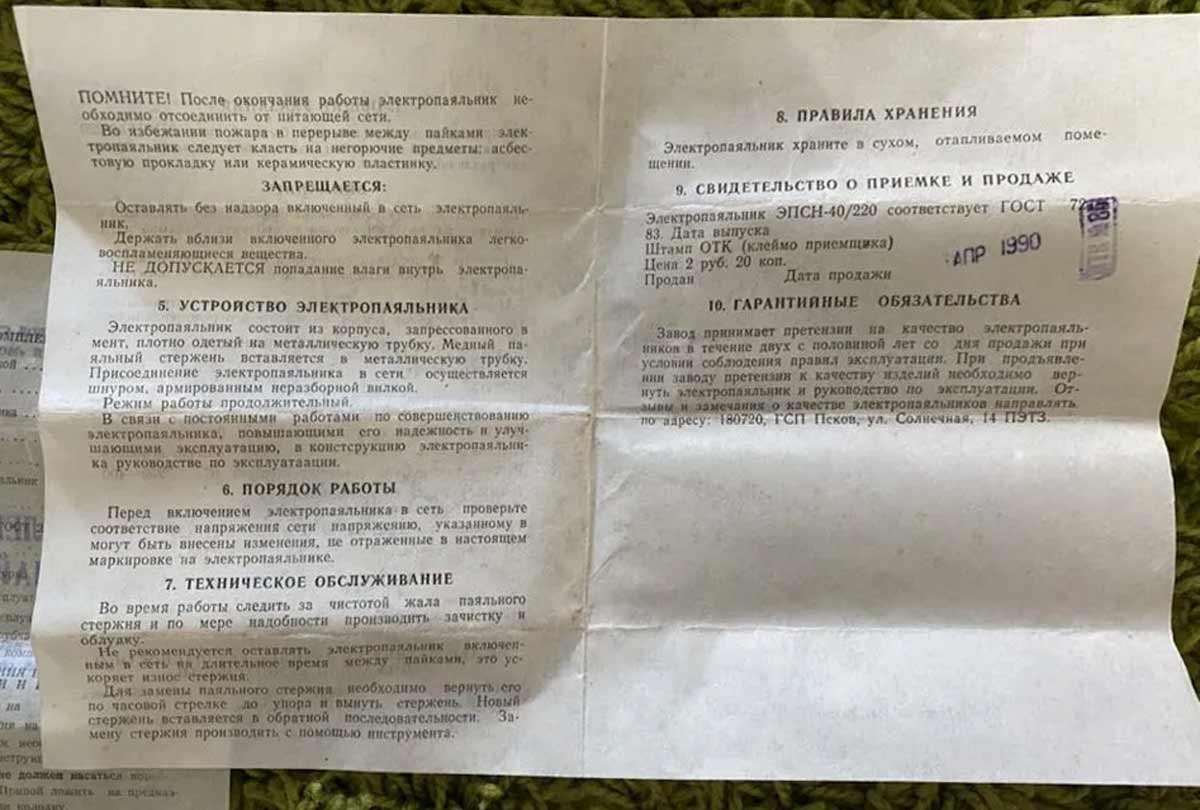 ПОМНИТЕ! После окончания работы электропаяльник не-
обходимо отсоединить от питающей сети.
Во избежании пожара в перерыве между пайками элек-
тропаяльник следует класть на негорючие предметы: асбес-
товую прокладку или керамическую пластинку.
ЗАПРЕЩАЕТСЯ:
Оставлять без надзора включенный в сеть электропаяль-
ник.
Держать вблизи включенного электропаяльника легко-
воспламеняющиеся вещества.
НЕ ДОПУСКАЕТСЯ попадание влаги внутрь электропа-
яльника.
5. УСТРОЙСТВО ЭЛЕКТРОПАЯЛЬНИКА
Электропаяльник состоит из корпуса, запрессованного в
мент, плотно одетый на металлическую трубку. Медный па-
яльный стержень вставляется в металлическую трубку.
Присоединение электропаяльника в сети осуществляется
шнуром, армированным неразборной вилкой.
Режим работы продолжительный.
В связи с постоянными работами по совершенствованию
электропаяльника, повышающими его надежность и улуч-
шающими эксплуатацию, в конструкцию электропаяльни-
ка руководстве по эксплуатаации.
6. ПОРЯДОК РАБОТЫ
Перед включением электропаяльника в сеть проверьте
соответствие напряжения сети напряжению, указанному в
могут быть внесены изменения, не отраженные в настоящем
маркировке на электропаяльнике.
7. ТЕХНИЧЕСКОЕ ОБСЛУЖИВАНИЕ
Во время работы следить за чистотой жала паяльного
стержня и по мере надобности производить зачистку и
облудку.
Не рекомендуется оставлять электропаяльник включен-
ным в сеть на длительное время между пайками, это ус-
коряет износ стержня.
Для замены паяльного стержня необходимо вернуть его
по часовой стрелке до упора и вынуть стержень. Новый
стержень вставляется в обратной последовательности. За-
мену стержня производить с помощью инструмента.
8. ПРАВИЛА ХРАНЕНИЯ
Электропаяльник храните в сухом, отапливаемом поме-
щении.
9. СВИДЕТЕЛЬСТВО О ПРИЕМКЕ И ПРОДАЖЕ
Электропаяльник ЭПСН-40/220 соответствует ГОСТ
83. Дата выпуска
Штамп ОТК (клеймо приемщика)
АПР 1990
Цена 2 руб. 20 коп.
Продан Дата продажи
10. ГАРАНТИЙНЫЕ ОБЯЗАТЕЛЬСТВА
Завод принимает претензии на качество электропаяль-
ников в течение двух с половиной лет со дня продажи при
условии соблюдения правил эксплуатации. При продъявле-
нии заводу претензии к качеству изделий необходимо вер-
нуть электропаяльник и руководство по эксплуатации. От-
зывы и замечания о качестве электропаяльников направлять
по адресу: 180720, ГСП Псков, ул. Солнечная, 14 ПЭТЗ.
не должен касаться
Припой ложить на предназ-